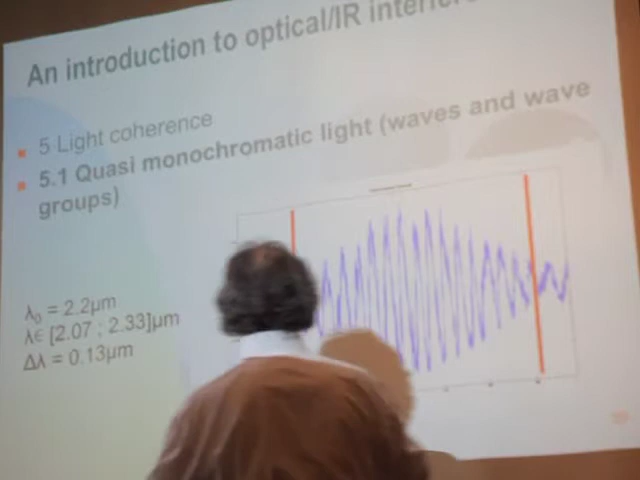 An introduction to optical/IR
5 Light coherence
5.1 Quasi monochromatic light (waves and wave
groups)
λ₀ = 2.2µm
λ∈ [2.07 ; 2.33]µm
Δλ = 0.13µm